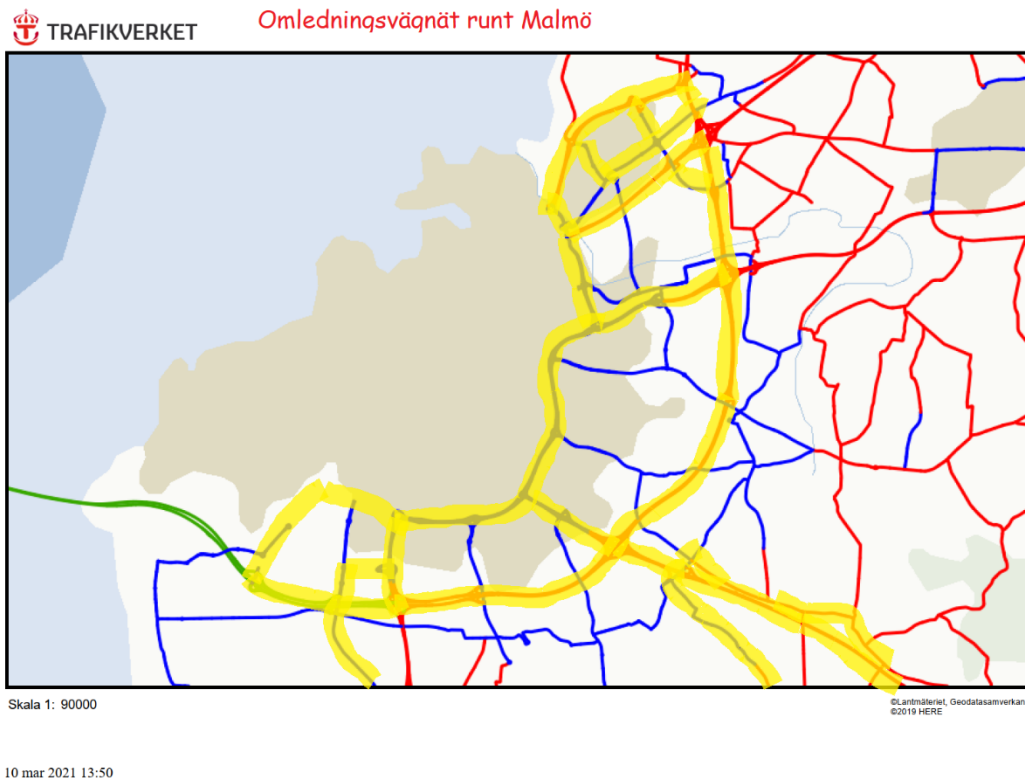 TRAFIKVERKET
Omledningsvägnät runt Malmö
Skala 1: 90000
©Lantmäteriet, Geodatasamverkan
©2019 HERE
10 mar 2021 13:50